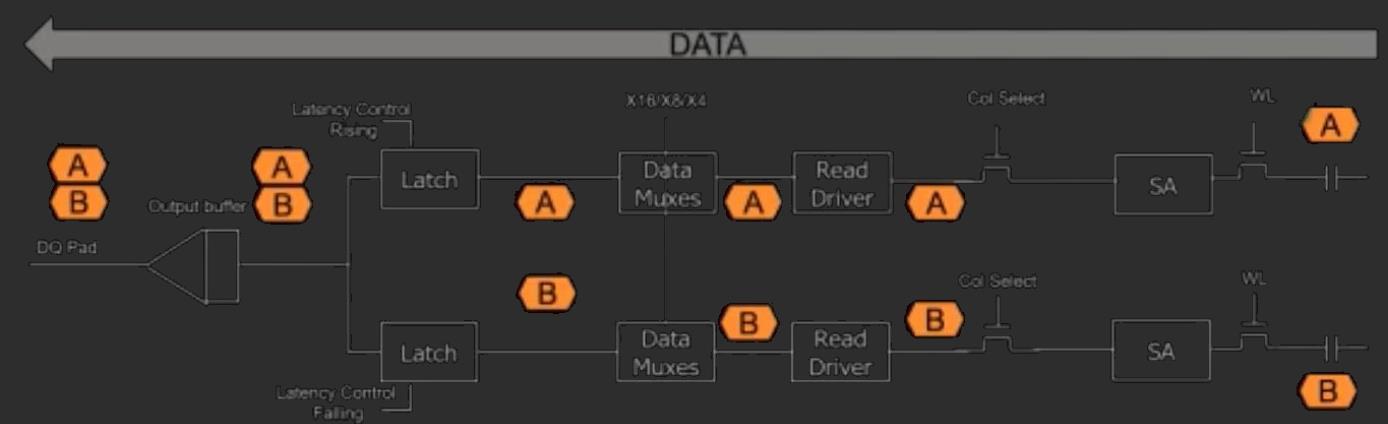 DATA
Latency Control
Rising
X16/X8/X4
Col Select
WL
A
A
A
Latch
Data
Muxes
Read
Driver
SA
B
Output buffer
B
A
A
A
DQ Pad
B
Col Select
WL
B
B
Latch
Data
Muxes
Read
Driver
SA
B
Latency Control
Falling